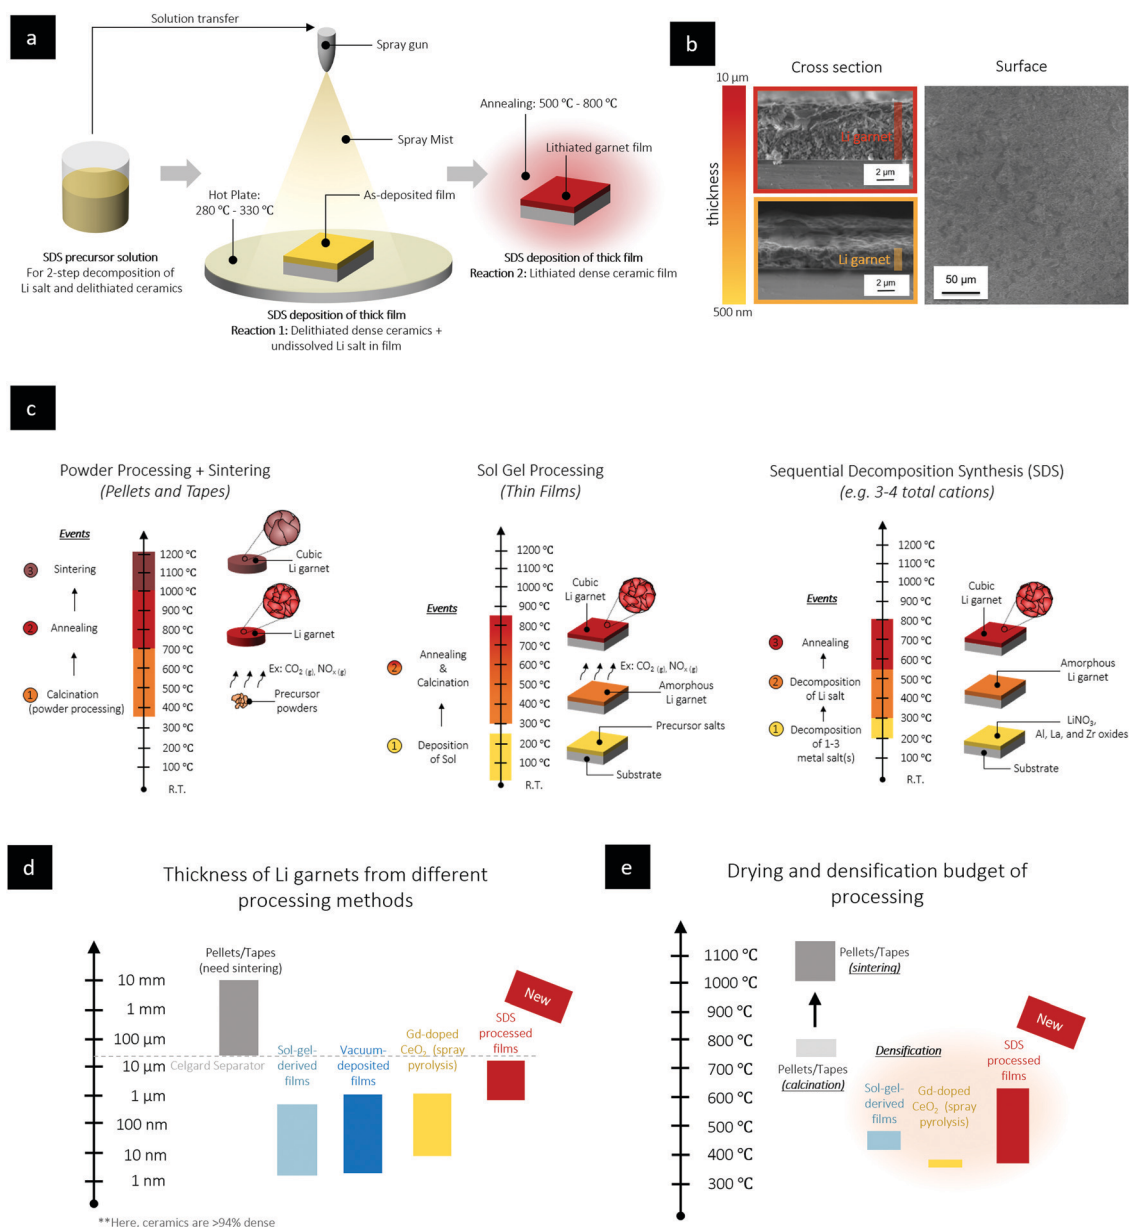 a
Solution transfer
Spray gun
Annealing: 500 °C - 800 °C
Spray Mist
Lithiated garnet film
Hot Plate:
280 °C - 330 °C
As-deposited film
SDS precursor solution
For 2-step decomposition of
Li salt and delithiated ceramics
SDS deposition of thick film
Reaction 2: Lithiated dense ceramic film
SDS deposition of thick film
Reaction 1: Delithiated dense ceramics +
undissolved Li salt in film
b
10 µm
Cross section
Surface
thickness
Li garnet
2 µm
Li garnet
2 µm
50 µm
500 nm
c
Powder Processing + Sintering
(Pellets and Tapes)
Events
3 Sintering
2 Annealing
1 Calcination
(powder processing)
1200 °C
1100 °C
1000 °C
900 °C
800 °C
700 °C
600 °C
500 °C
400 °C
300 °C
200 °C
100 °C
R.T.
Cubic
Li garnet
Li garnet
Ex: CO2 (g), NOx (g)
Precursor
powders
Sol Gel Processing
(Thin Films)
Events
2 Annealing
&
Calcination
1 Deposition
of Sol
1200 °C
1100 °C
1000 °C
900 °C
800 °C
700 °C
600 °C
500 °C
400 °C
300 °C
200 °C
100 °C
R.T.
Cubic
Li garnet
Ex: CO2 (g), NOx (g)
Amorphous
Li garnet
Precursor salts
Substrate
Sequential Decomposition Synthesis (SDS)
(e.g. 3-4 total cations)
Events
3 Annealing
2 Decomposition
of Li salt
1 Decomposition
of 1-3
metal salt(s)
1200 °C
1100 °C
1000 °C
900 °C
800 °C
700 °C
600 °C
500 °C
400 °C
300 °C
200 °C
100 °C
R.T.
Cubic
Li garnet
Amorphous
Li garnet
LiNO3,
Al, La, and Zr oxides
Substrate
d
Thickness of Li garnets from different
processing methods
10 mm
1 mm
100 µm
10 µm
1 µm
100 nm
10 nm
1 nm
Pellets/Tapes
(need sintering)
Celgard Separator
Sol-gel-
derived
films
Vacuum-
deposited
films
Gd-doped
CeO2 (spray
pyrolysis)
SDS
processed
films
New
**Here, ceramics are >94% dense
e
Drying and densification budget of
processing
1100 °C
1000 °C
900 °C
800 °C
700 °C
600 °C
500 °C
400 °C
300 °C
Pellets/Tapes
(sintering)
Pellets/Tapes
(calcination)
Densification
Sol-gel-
derived
films
Gd-doped
CeO2 (spray
pyrolysis)
SDS
processed
films
New